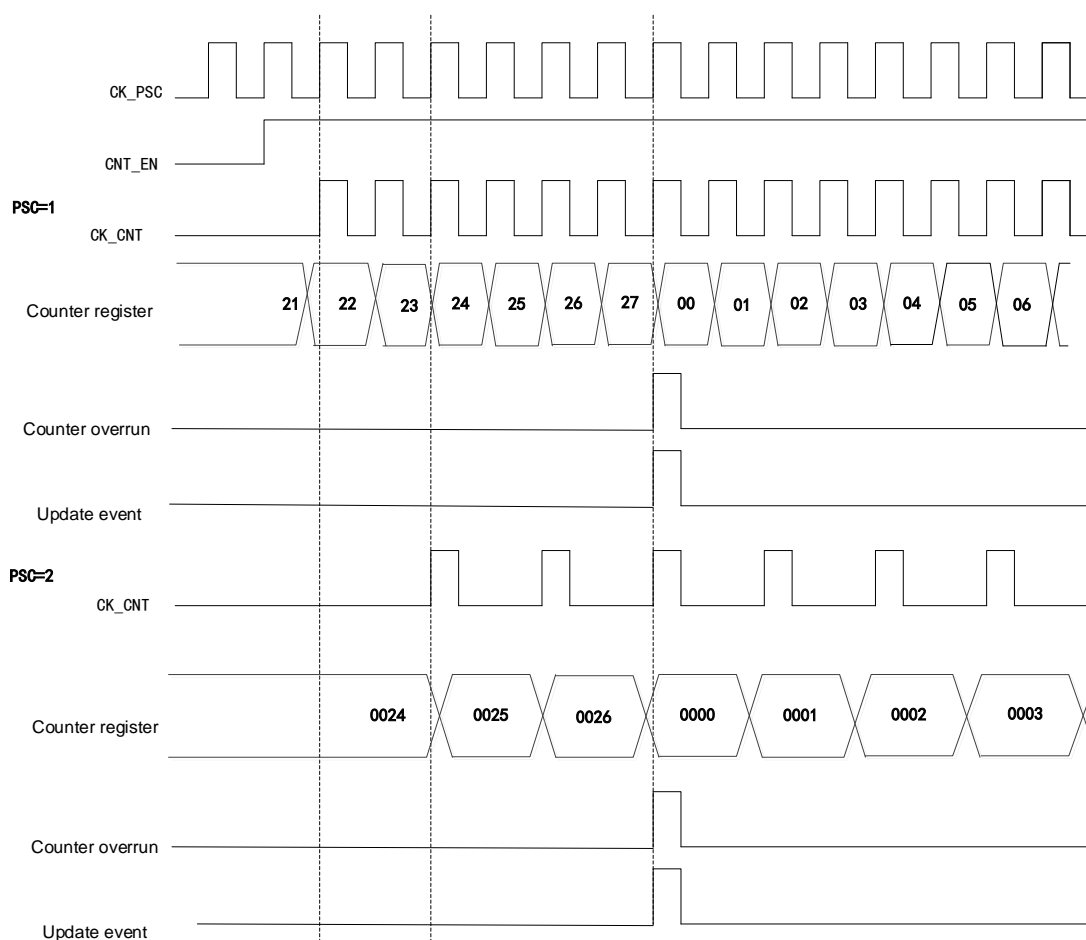 CK_PSC
CNT_EN
PSC=1
CK_CNT
Counter register 21 22 23 24 25 26 27 00 01 02 03 04 05 06
Counter overrun
Update event
PSC=2
CK_CNT
Counter register 0024 0025 0026 0000 0001 0002 0003
Counter overrun
Update event